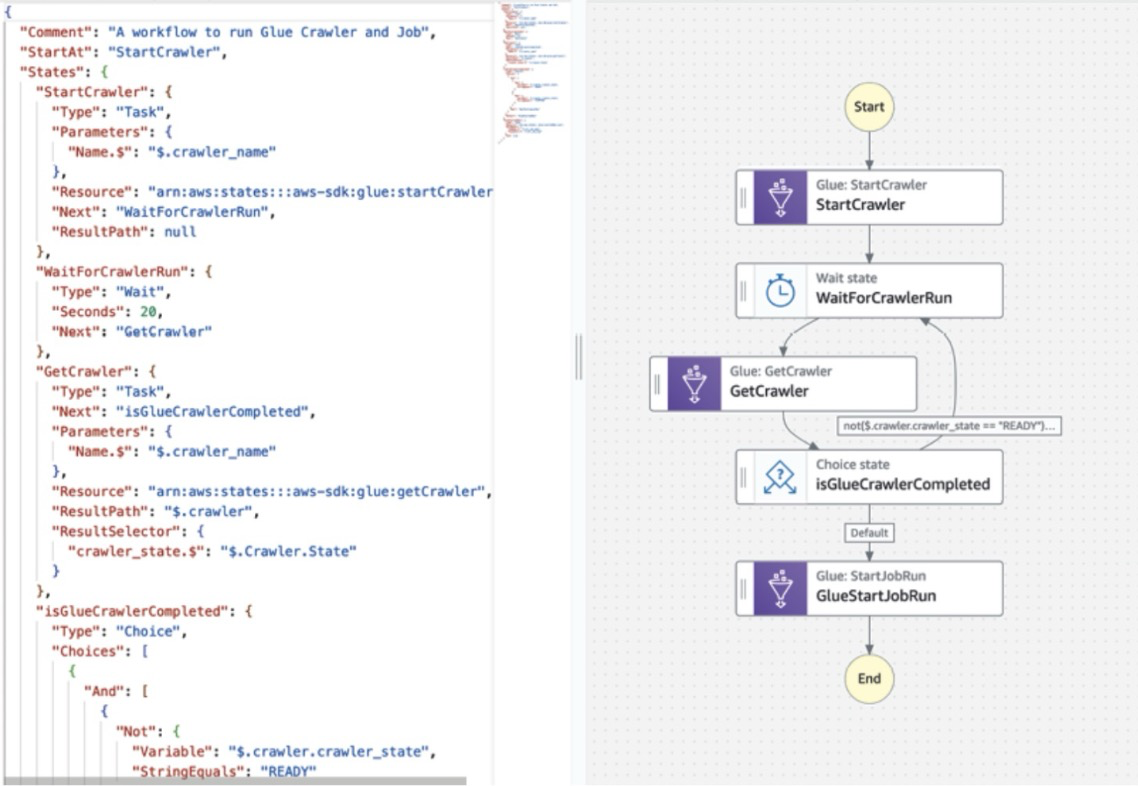 {
"Comment": "A workflow to run Glue Crawler and Job",
"StartAt": "StartCrawler",
"States": {
"StartCrawler": {
"Type": "Task",
"Parameters": {
"Name.$": "$.crawler_name"
},
"Resource": "arn:aws:states:::aws-sdk:glue:startCrawler
"Next": "WaitForCrawlerRun",
"ResultPath": null
},
"WaitForCrawlerRun": {
"Type": "Wait",
"Seconds": 20,
"Next": "GetCrawler"
},
"GetCrawler": {
"Type": "Task",
"Next": "isGlueCrawlerCompleted",
"Parameters": {
"Name.$": "$.crawler_name"
},
"Resource": "arn:aws:states:::aws-sdk:glue:getCrawler",
"ResultPath": "$.crawler",
"ResultSelector": {
"crawler_state.$": "$.Crawler.State"
}
},
"isGlueCrawlerCompleted": {
"Type": "Choice",
"Choices": [
{
"And": [
{
"Not": {
"Variable": "$.crawler.crawler_state",
"StringEquals": "READY"
Start
Glue: StartCrawler
StartCrawler
Wait state
WaitForCrawlerRun
Glue: GetCrawler
GetCrawler
not($.crawler.crawler_state == "READY")...
Choice state
isGlueCrawlerCompleted
Default
Glue: StartJobRun
GlueStartJobRun
End